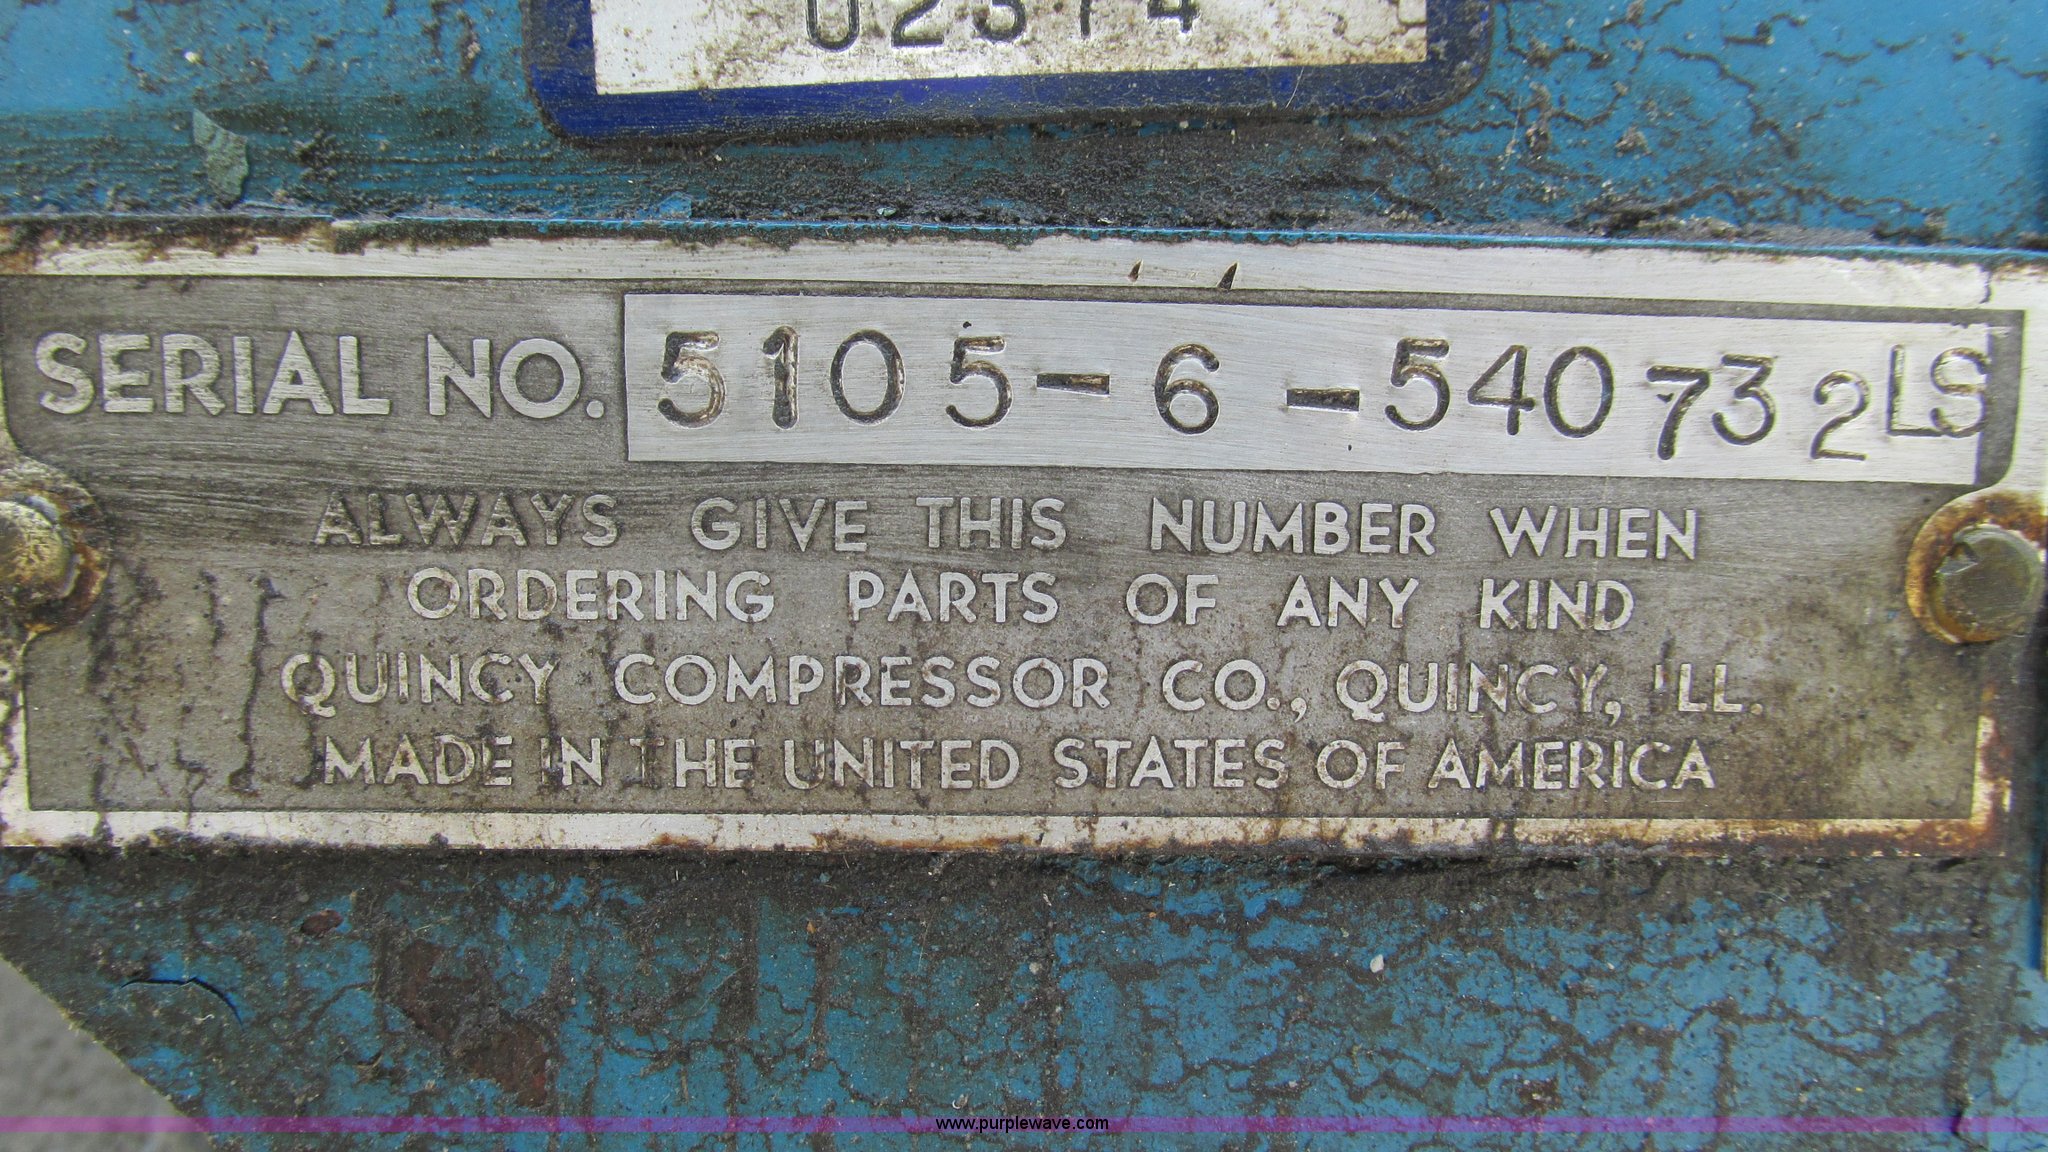 SERIAL NO. 5105-6-540732LS
ALWAYS GIVE THIS NUMBER WHEN
ORDERING PARTS OF ANY KIND
QUINCY COMPRESSOR CO., QUINCY, ILL.
MADE IN THE UNITED STATES OF AMERICA
www.purplewave.com